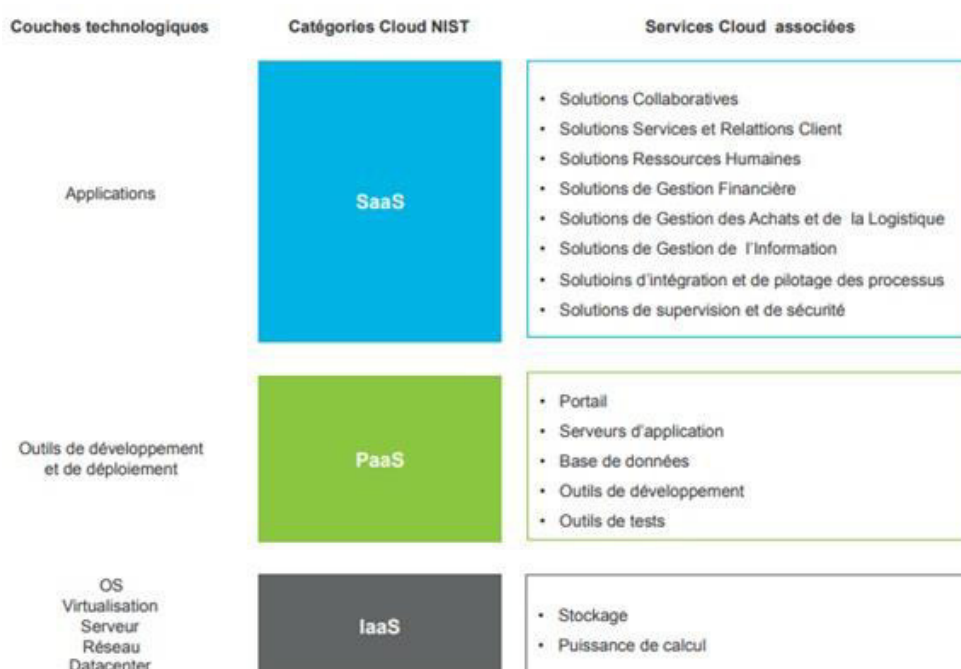 Couches technologiques
Catégories Cloud NIST
Services Cloud associées
Applications
SaaS
• Solutions Collaboratives
• Solutions Services et Relattions Client
• Solutions Ressources Humaines
• Solutions de Gestion Financière
• Solutions de Gestion des Achats et de la Logistique
• Solutions de Gestion de l'Information
• Solutioins d'intégration et de pilotage des processus
• Solutions de supervision et de sécurité
Outils de développement
et de déploiement
PaaS
• Portail
• Serveurs d'application
• Base de données
• Outils de développement
• Outils de tests
OS
Virtualisation
Serveur
Réseau
Datacenter
IaaS
• Stockage
• Puissance de calcul